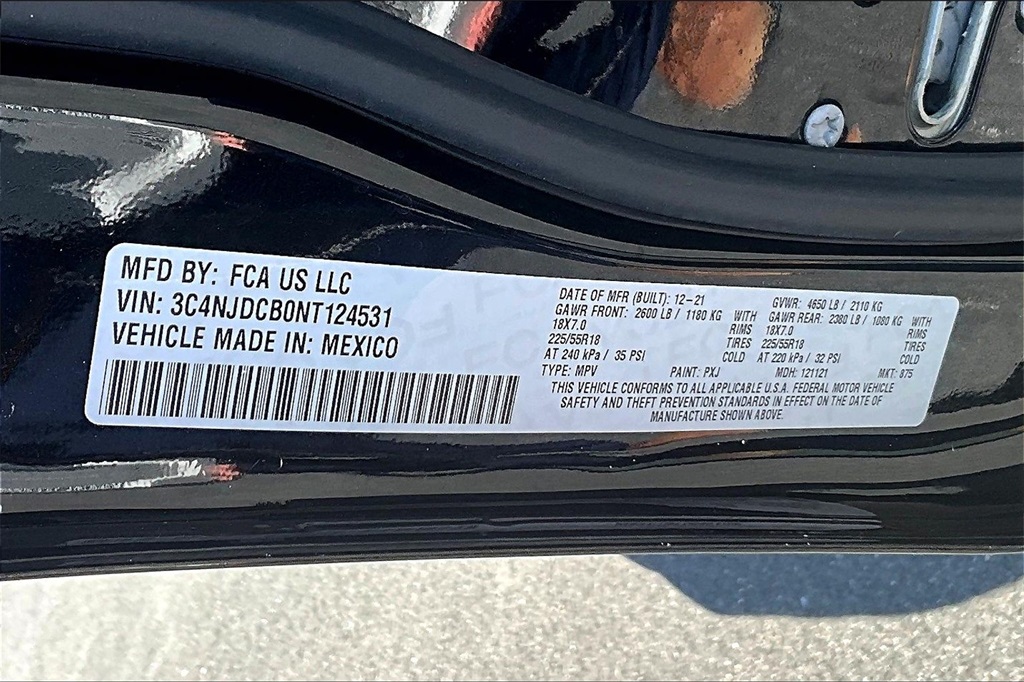 MFD BY: FCA US LLC
VIN: 3C4NJDCB0NT124531
VEHICLE MADE IN: MEXICO
DATE OF MFR (BUILT): 12-21 GVWR: 4650 LB / 2110 KG
GAWR FRONT: 2600 LB / 1180 KG WITH GAWR REAR: 2380 LB / 1080 KG WITH
18X7.0 RIMS 18X7.0 RIMS
225/55R18 TIRES 225/55R18 TIRES
AT 240 kPa / 35 PSI COLD AT 220 kPa / 32 PSI COLD
TYPE: MPV PAINT: PXJ MDH: 121121 MKT: 875
THIS VEHICLE CONFORMS TO ALL APPLICABLE U.S.A. FEDERAL MOTOR VEHICLE
SAFETY AND THEFT PREVENTION STANDARDS IN EFFECT ON THE DATE OF
MANUFACTURE SHOWN ABOVE.